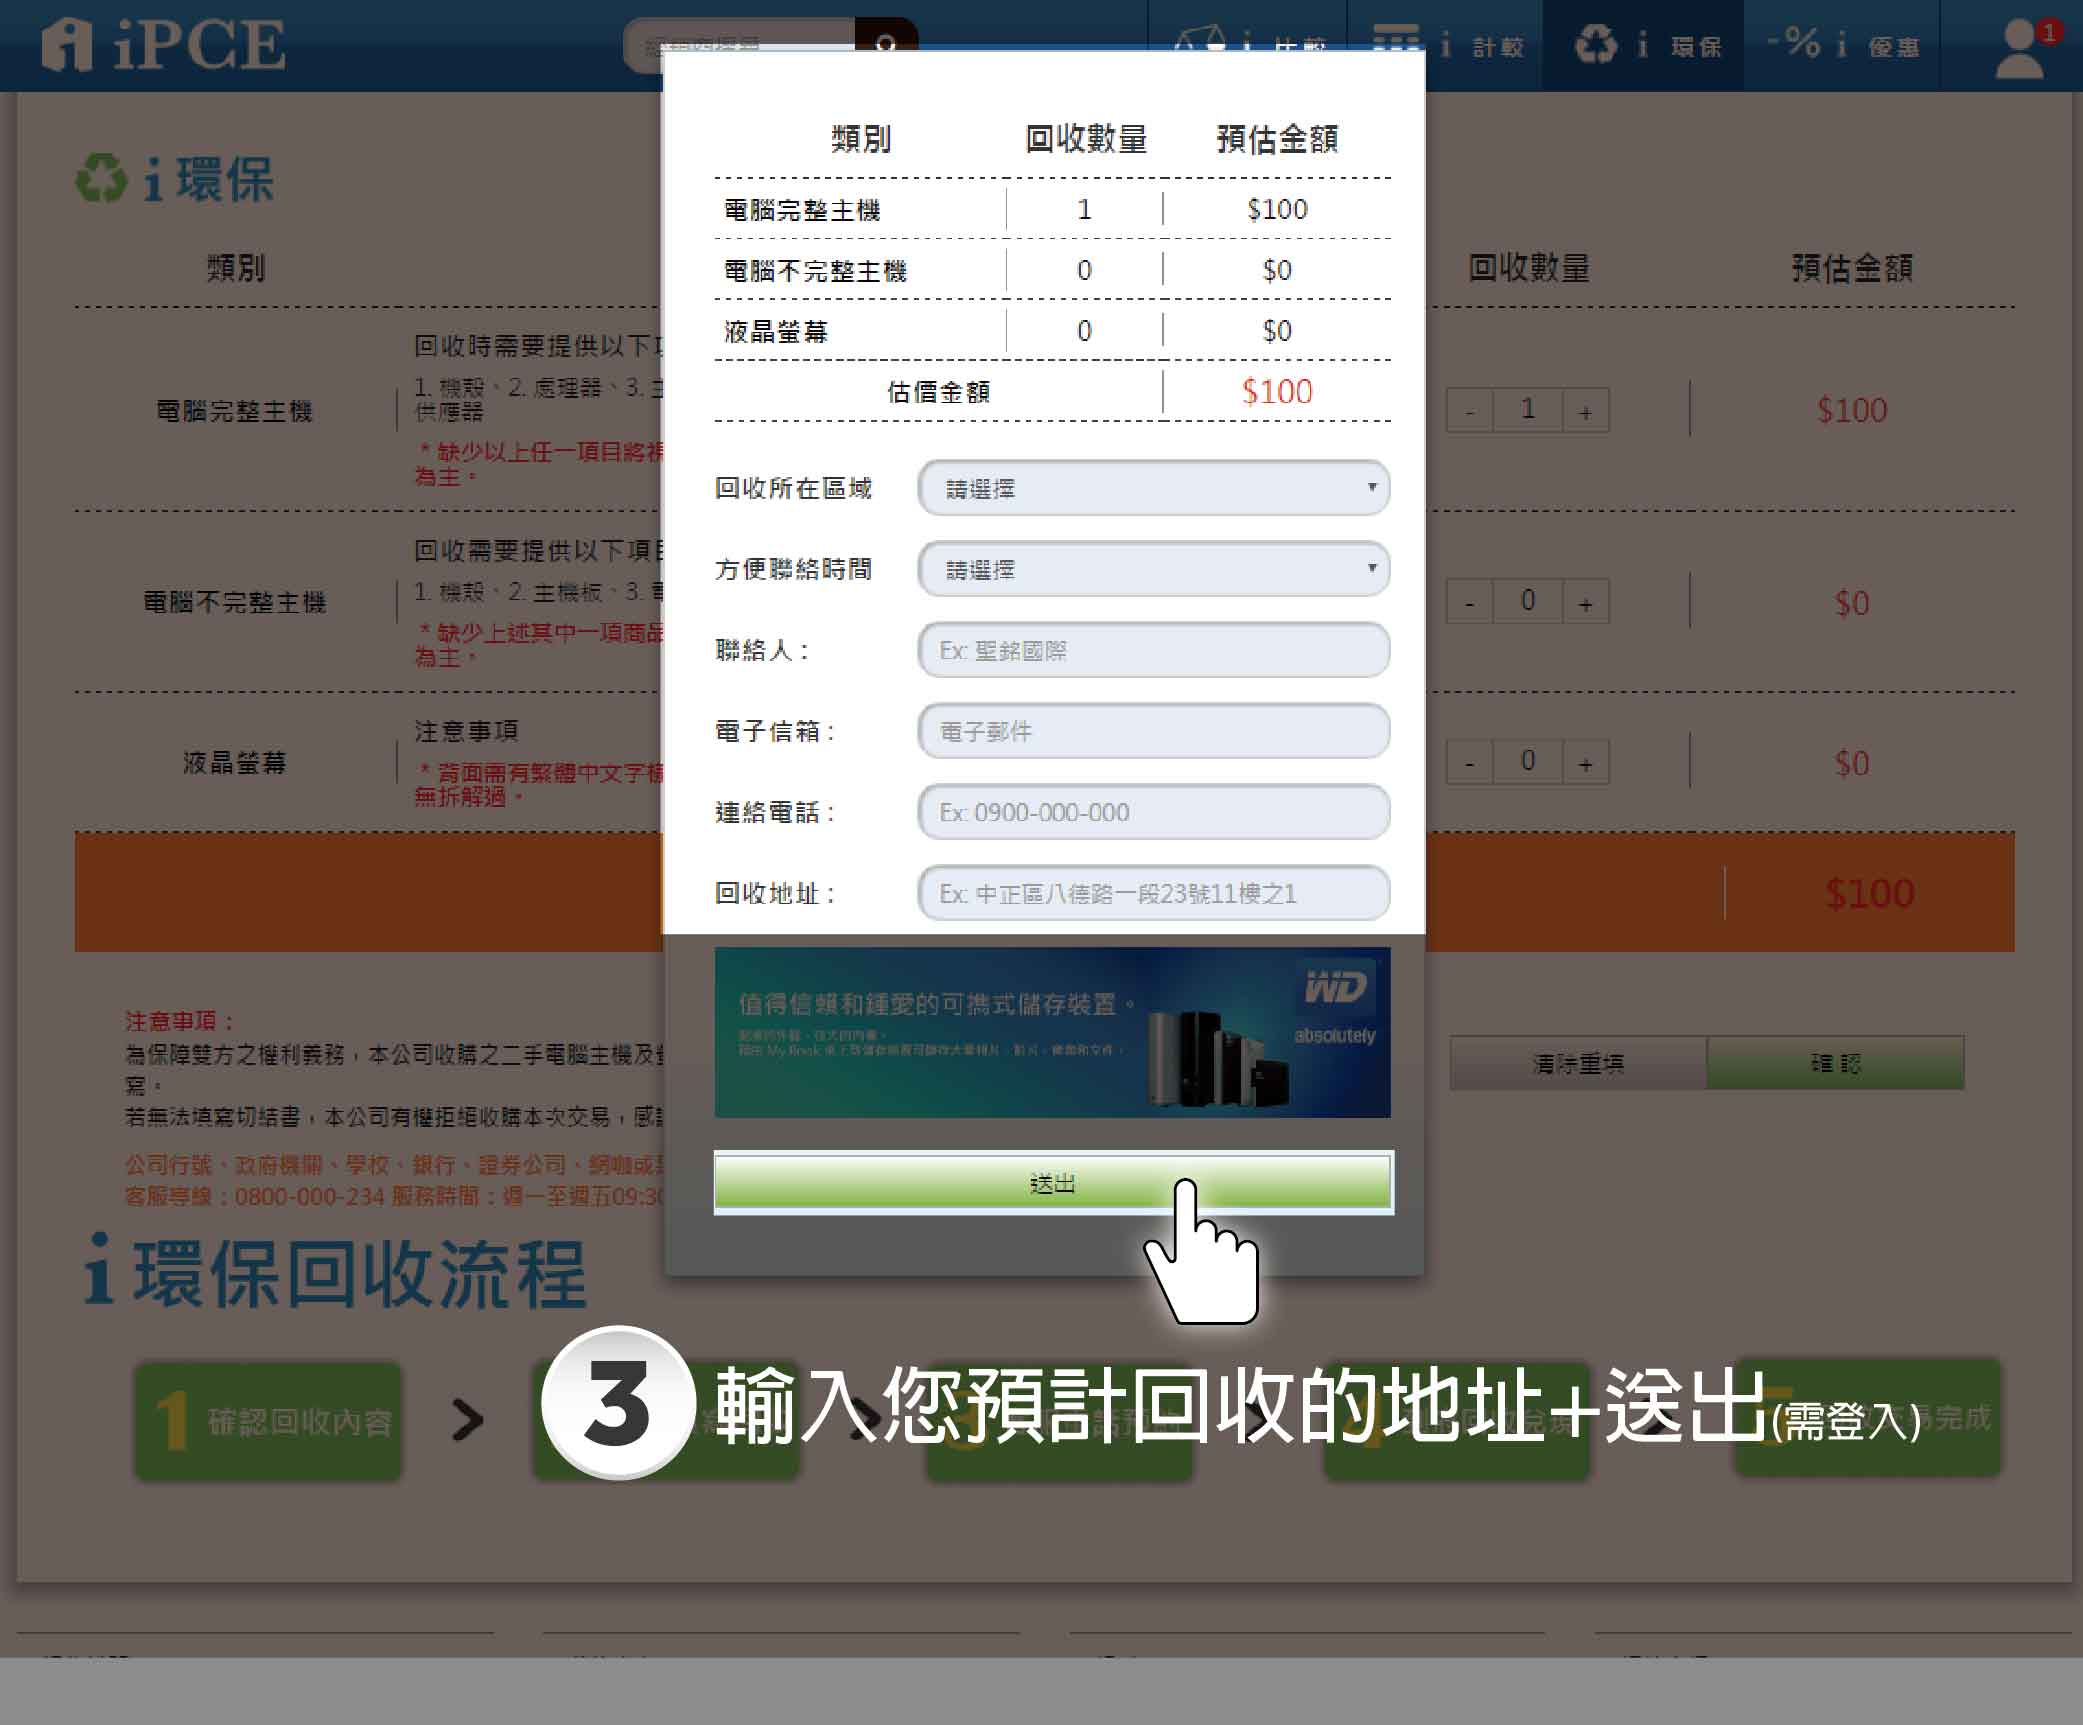 iPCE
i 計較
i 環保
-% i 優惠
1
i 環保
類別
回收數量
預估金額
電腦完整主機
回收時需要提供以下
1. 機殼、2. 處理器、3.
供應器
*缺少以上任一項目將
為主。
- 1 +
$100
電腦不完整主機
回收需要提供以下項
1. 機殼、2. 主機板、3.
*缺少上述其中一項商品
為主。
- 0 +
$0
液晶螢幕
注意事項
*背面需有繁體中文字樣
無拆解過。
- 0 +
$0
$100
注意事項：
為保障雙方之權利義務，本公司收購之二手電腦主機及
寫。
若無法填寫切結書，本公司有權拒絕收購本次交易，感
公司行號、政府機關、學校、銀行、證券公司、網咖或
客服專線：0800-000-234 服務時間：週一至週五09:30
清除重填
確認
類別 回收數量 預估金額
電腦完整主機 1 $100
電腦不完整主機 0 $0
液晶螢幕 0 $0
估價金額 $100
回收所在區域 請選擇
方便聯絡時間 請選擇
聯絡人： Ex: 聖銘國際
電子信箱： 電子郵件
連絡電話： Ex: 0900-000-000
回收地址： Ex: 中正區八德路一段23號11樓之1
值得信賴和鍾愛的可攜式儲存裝置。
WD
absolutely
送出
i 環保回收流程
1 確認回收內容
3 輸入您預計回收的地址+送出(需登入)
易完成